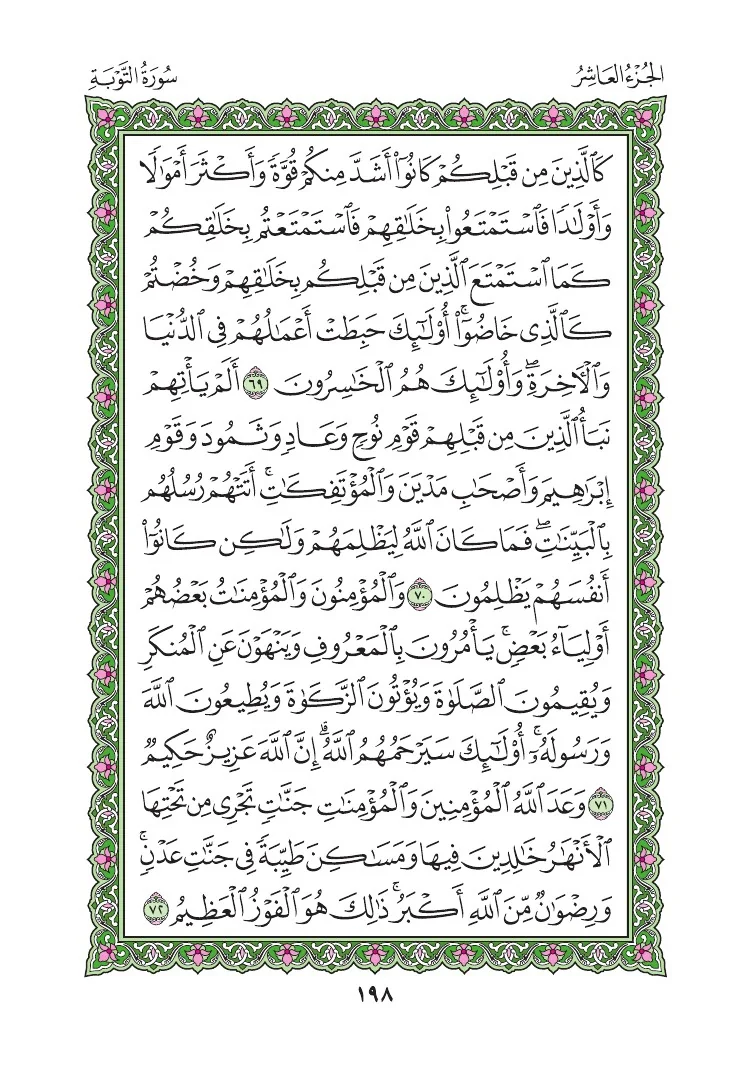 الجُزْءُ العَاشِرُ
سُورَةُ التَّوْبَةِ
كَٱلَّذِينَ مِن قَبْلِكُمْ كَانُوٓا۟ أَشَدَّ مِنكُمْ قُوَّةً وَأَكْثَرَ أَمْوَٰلًا
وَأَوْلَٰدًا فَٱسْتَمْتَعُوا۟ بِخَلَٰقِهِمْ فَٱسْتَمْتَعْتُم بِخَلَٰقِكُمْ
كَمَا ٱسْتَمْتَعَ ٱلَّذِينَ مِن قَبْلِكُم بِخَلَٰقِهِمْ وَخُضْتُمْ
كَٱلَّذِى خَاضُوٓا۟ۚ أُو۟لَٰٓئِكَ حَبِطَتْ أَعْمَٰلُهُمْ فِى ٱلدُّنْيَا
وَٱلْءَاخِرَةِۖ وَأُو۟لَٰٓئِكَ هُمُ ٱلْخَٰسِرُونَ ٦٩ أَلَمْ يَأْتِهِمْ
نَبَأُ ٱلَّذِينَ مِن قَبْلِهِمْ قَوْمِ نُوحٍ وَعَادٍ وَثَمُودَ وَقَوْمِ
إِبْرَٰهِيمَ وَأَصْحَٰبِ مَدْيَنَ وَٱلْمُؤْتَفِكَٰتِۚ أَتَتْهُمْ رُسُلُهُم
بِٱلْبَيِّنَٰتِۖ فَمَا كَانَ ٱللَّهُ لِيَظْلِمَهُمْ وَلَٰكِن كَانُوٓا۟
أَنفُسَهُمْ يَظْلِمُونَ ٧٠ وَٱلْمُؤْمِنُونَ وَٱلْمُؤْمِنَٰتُ بَعْضُهُمْ
أَوْلِيَآءُ بَعْضٍۚ يَأْمُرُونَ بِٱلْمَعْرُوفِ وَيَنْهَوْنَ عَنِ ٱلْمُنكَرِ
وَيُقِيمُونَ ٱلصَّلَوٰةَ وَيُؤْتُونَ ٱلزَّكَوٰةَ وَيُطِيعُونَ ٱللَّهَ
وَرَسُولَهُۥٓۚ أُو۟لَٰٓئِكَ سَيَرْحَمُهُمُ ٱللَّهُۗ إِنَّ ٱللَّهَ عَزِيزٌ حَكِيمٌ
٧١ وَعَدَ ٱللَّهُ ٱلْمُؤْمِنِينَ وَٱلْمُؤْمِنَٰتِ جَنَّٰتٍ تَجْرِى مِن تَحْتِهَا
ٱلْأَنْهَٰرُ خَٰلِدِينَ فِيهَا وَمَسَٰكِنَ طَيِّبَةً فِى جَنَّٰتِ عَدْنٍۚ
وَرِضْوَٰنٌ مِّنَ ٱللَّهِ أَكْبَرُۚ ذَٰلِكَ هُوَ ٱلْفَوْزُ ٱلْعَظِيمُ ٧٢
١٩٨